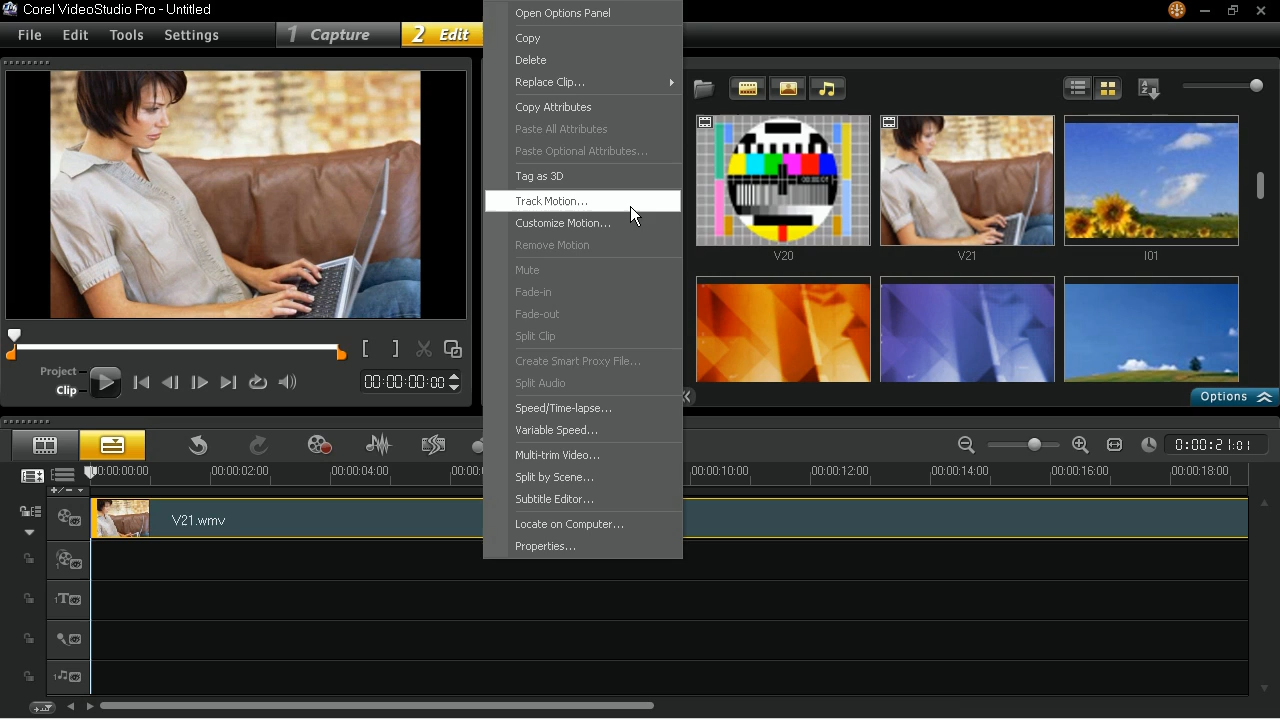 Corel VideoStudio Pro - Untitled
File Edit Tools Settings
1 Capture
2 Edit
Open Options Panel
Copy
Delete
Replace Clip...
Copy Attributes
Paste All Attributes
Paste Optional Attributes...
Tag as 3D
Track Motion...
Customize Motion...
Remove Motion
Mute
Fade-in
Fade-out
Split Clip
Create Smart Proxy File...
Split Audio
Speed/Time-lapse...
Variable Speed...
Multi-trim Video...
Split by Scene...
Subtitle Editor...
Locate on Computer...
Properties...
V20 V21 I01
Options
Project
Clip
00:00:00:00
0:00:21:01
00:00:00:00 00:00:02:00 00:00:04:00 00:00:10:00 00:00:12:00 00:00:14:00 00:00:16:00 00:00:18:00
V21.wmv